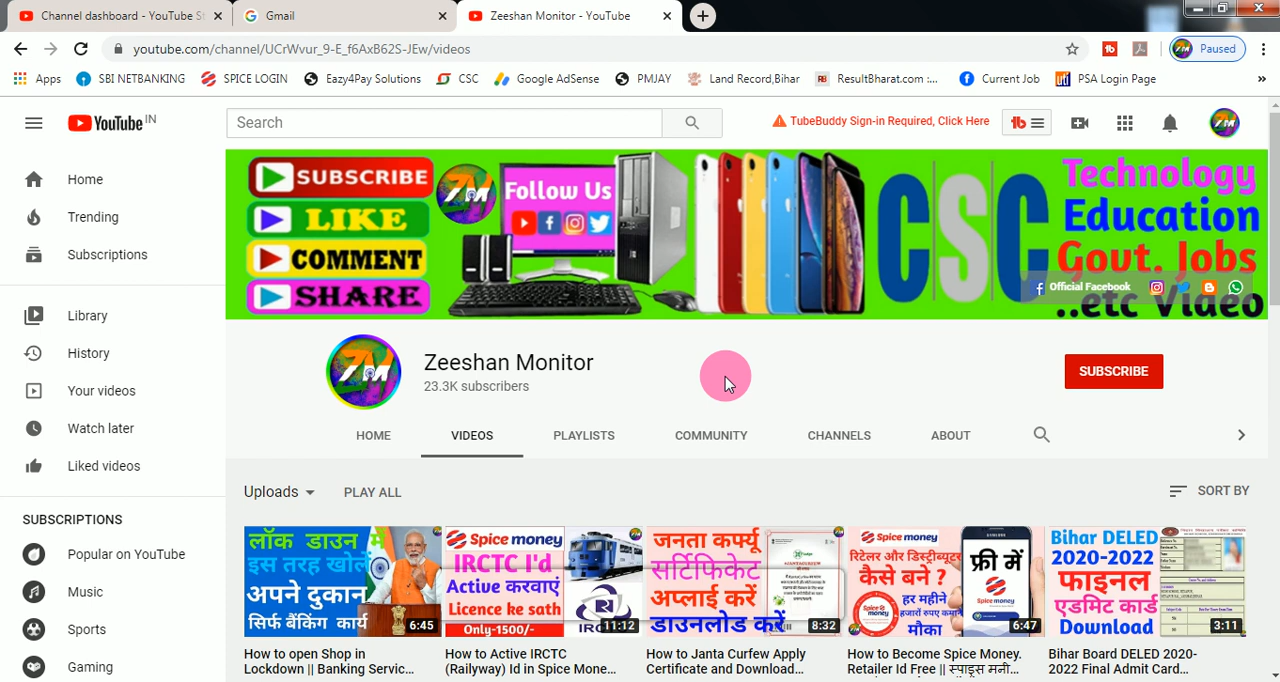 Channel dashboard - YouTube St
Gmail
Zeeshan Monitor - YouTube
youtube.com/channel/UCrWvur_9-E_f6AxB62S-JEw/videos
Paused
Apps
SBI NETBANKING
SPICE LOGIN
Eazy4Pay Solutions
CSC
Google AdSense
PMJAY
Land Record,Bihar
ResultBharat.com :...
Current Job
PSA Login Page
YouTube IN
Search
TubeBuddy Sign-in Required, Click Here
Home
Trending
Subscriptions
Library
History
Your videos
Watch later
Liked videos
SUBSCRIPTIONS
Popular on YouTube
Music
Sports
Gaming
SUBSCRIBE
LIKE
COMMENT
SHARE
ZM
Follow Us
CSC
Technology
Education
Govt. Jobs
..etc Video
Official Facebook
ZM
Zeeshan Monitor
23.3K subscribers
SUBSCRIBE
HOME
VIDEOS
PLAYLISTS
COMMUNITY
CHANNELS
ABOUT
Uploads
PLAY ALL
SORT BY
लॉक डाउन में
इस तरह खोलें
अपने दुकान
सिर्फ बैंकिंग कार्य
6:45
How to open Shop in
Lockdown || Banking Servic...
Spice money
IRCTC I'd
Active करवाएं
Licence ke sath
Only-1500/-
11:12
How to Active IRCTC
(Railway) Id in Spice Mone...
जनता कर्फ्यू
सर्टिफिकेट
अप्लाई करें
डाउनलोड करें
8:32
How to Janta Curfew Apply
Certificate and Download...
Spice money
रिटेलर और डिस्ट्रीब्यूटर
कैसे बने ?
हर महीने
हजारों रुपए कमाने
मौका
फ्री में
6:47
How to Become Spice Money.
Retailer Id Free || स्पाइस मनी...
Bihar DELED
2020-2022
फाइनल
एडमिट कार्ड
Download
3:11
Bihar Board DELED 2020-
2022 Final Admit Card...